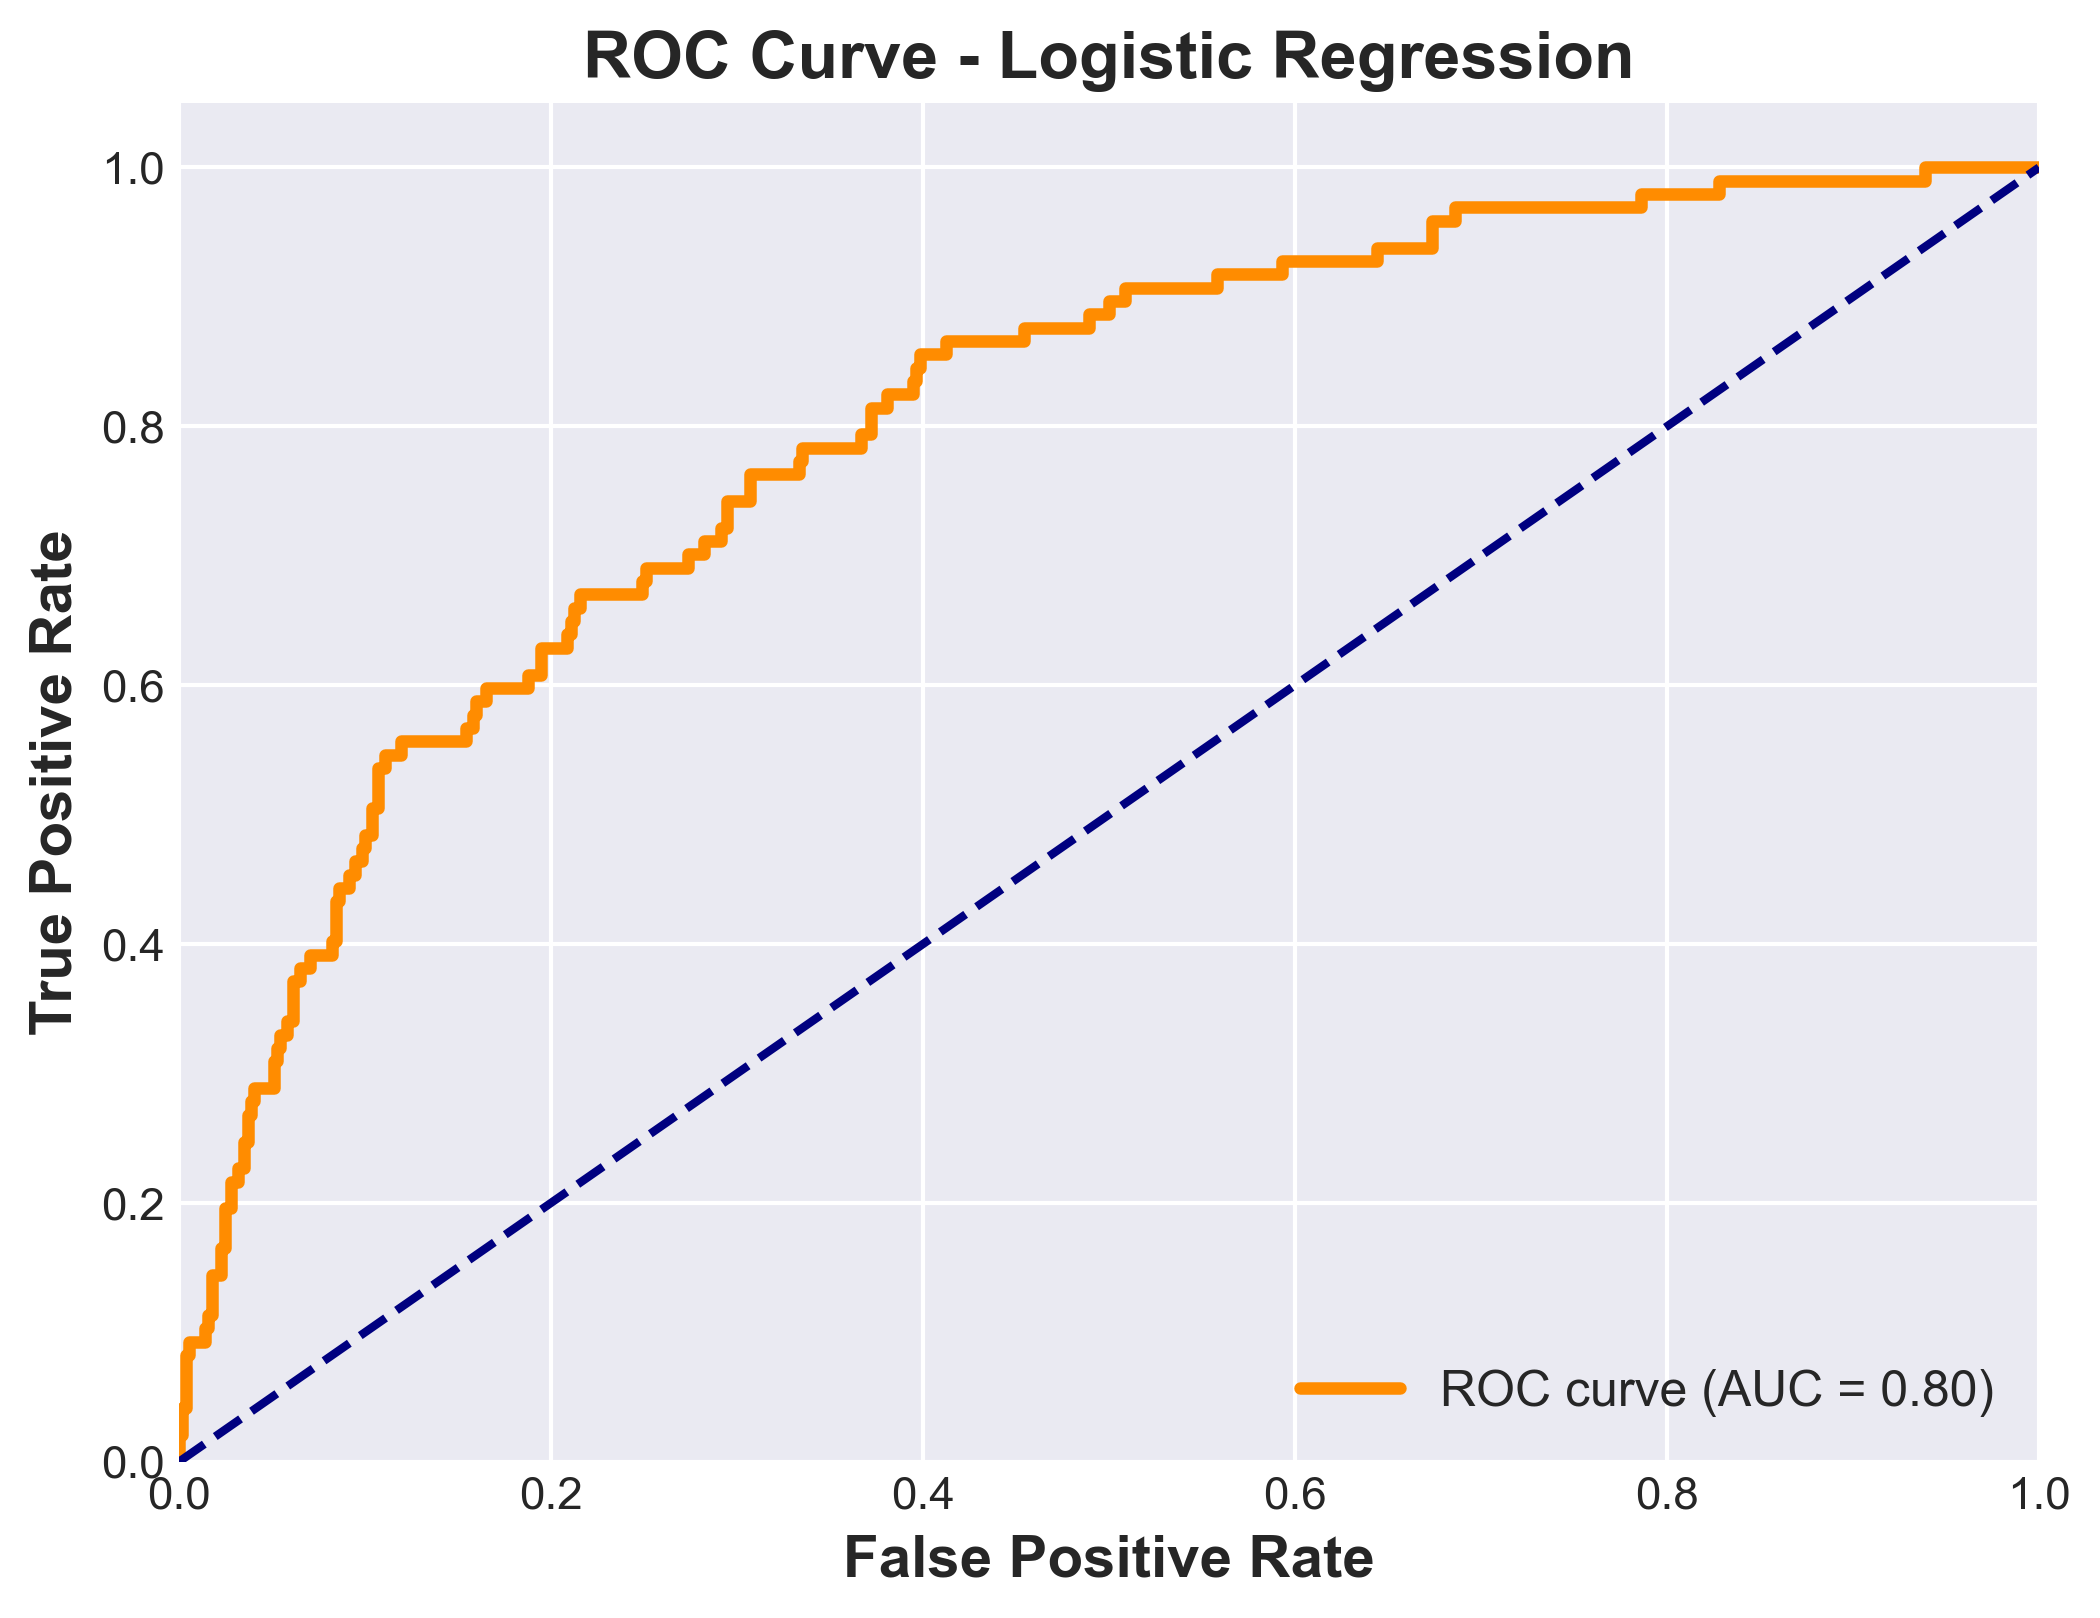 ROC Curve - Logistic Regression
1.0
0.8
0.6
0.4
0.2
0.0
True Positive Rate
ROC curve (AUC = 0.80)
0.0 0.2 0.4 0.6 0.8 1.0
False Positive Rate